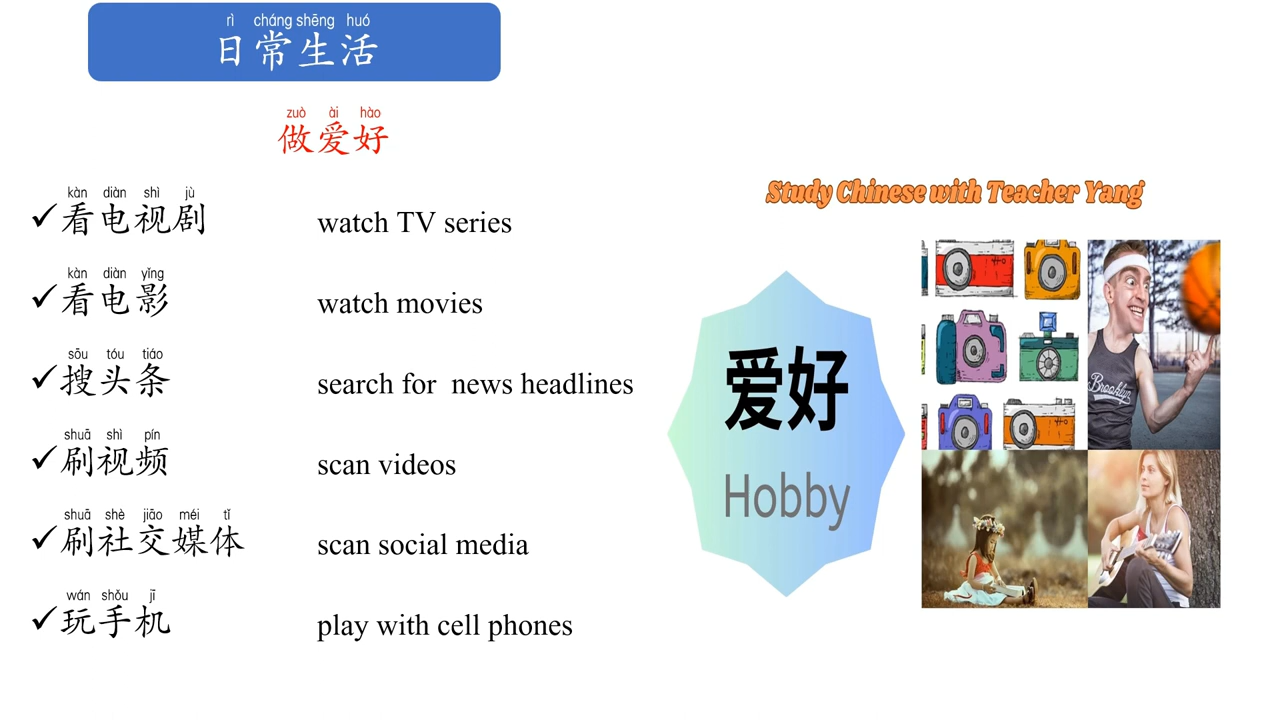 rì cháng shēng huó
日常生活
zuò ài hào
做爱好
kàn diàn shì jù
看电视剧 watch TV series
kàn diàn yǐng
看电影 watch movies
sōu tóu tiáo
搜头条 search for news headlines
shuā shì pín
刷视频 scan videos
shuā shè jiāo méi tǐ
刷社交媒体 scan social media
wán shǒu jī
玩手机 play with cell phones
Study Chinese with Teacher Yang
爱好
Hobby
Brooklyn